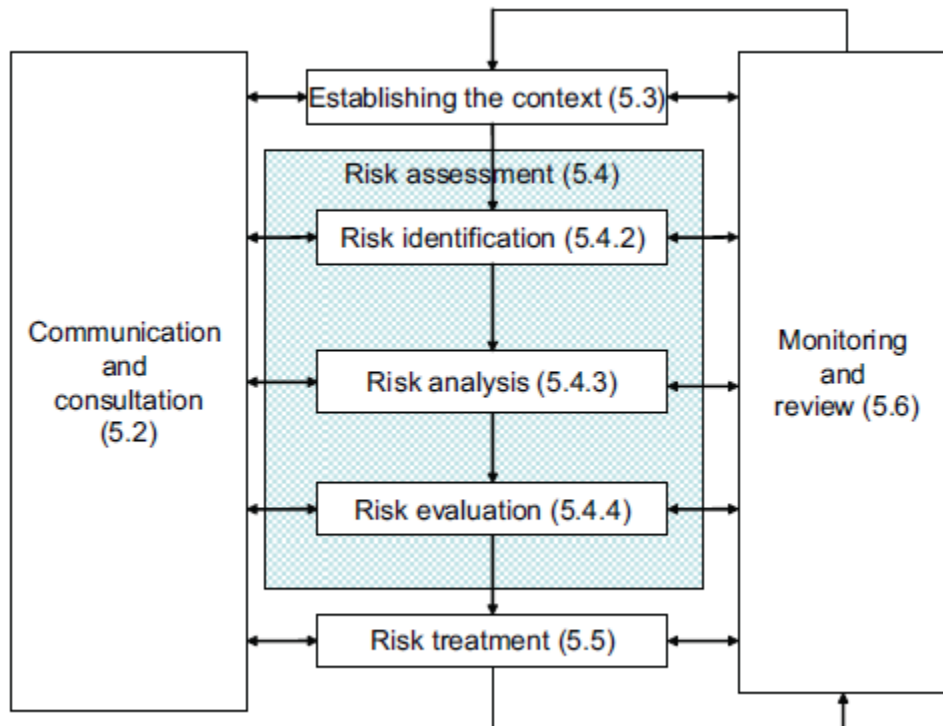 Establishing the context (5.3)
Risk assessment (5.4)
Risk identification (5.4.2)
Communication
and
consultation
(5.2)
Risk analysis (5.4.3)
Monitoring
and
review (5.6)
Risk evaluation (5.4.4)
Risk treatment (5.5)